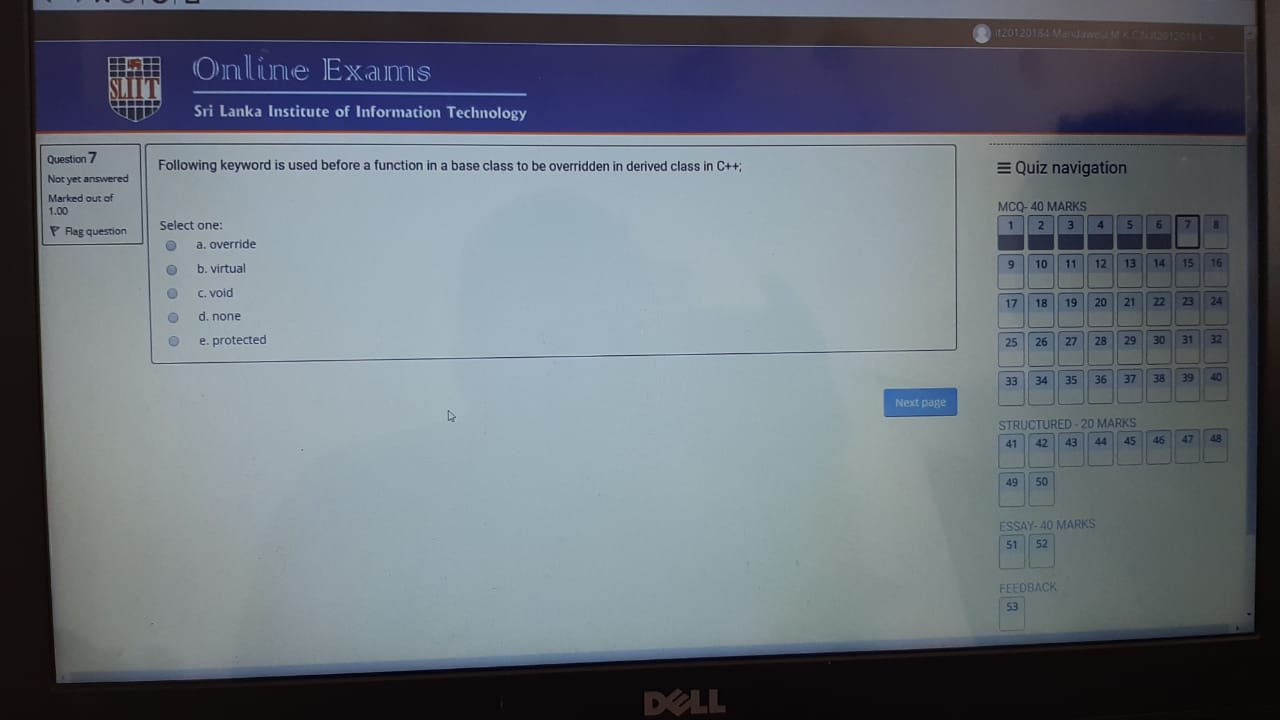 it20120184 Mandawela M.K.C.N it20120184
SLIIT
Online Exams
Sri Lanka Institute of Information Technology
Question 7
Not yet answered
Marked out of
1.00
Flag question
Following keyword is used before a function in a base class to be overridden in derived class in C++;
Select one:
a. override
b. virtual
c. void
d. none
e. protected
Next page
Quiz navigation
MCQ- 40 MARKS
1 2 3 4 5 6 7 8
9 10 11 12 13 14 15 16
17 18 19 20 21 22 23 24
25 26 27 28 29 30 31 32
33 34 35 36 37 38 39 40
STRUCTURED - 20 MARKS
41 42 43 44 45 46 47 48
49 50
ESSAY- 40 MARKS
51 52
FEEDBACK
53
DELL